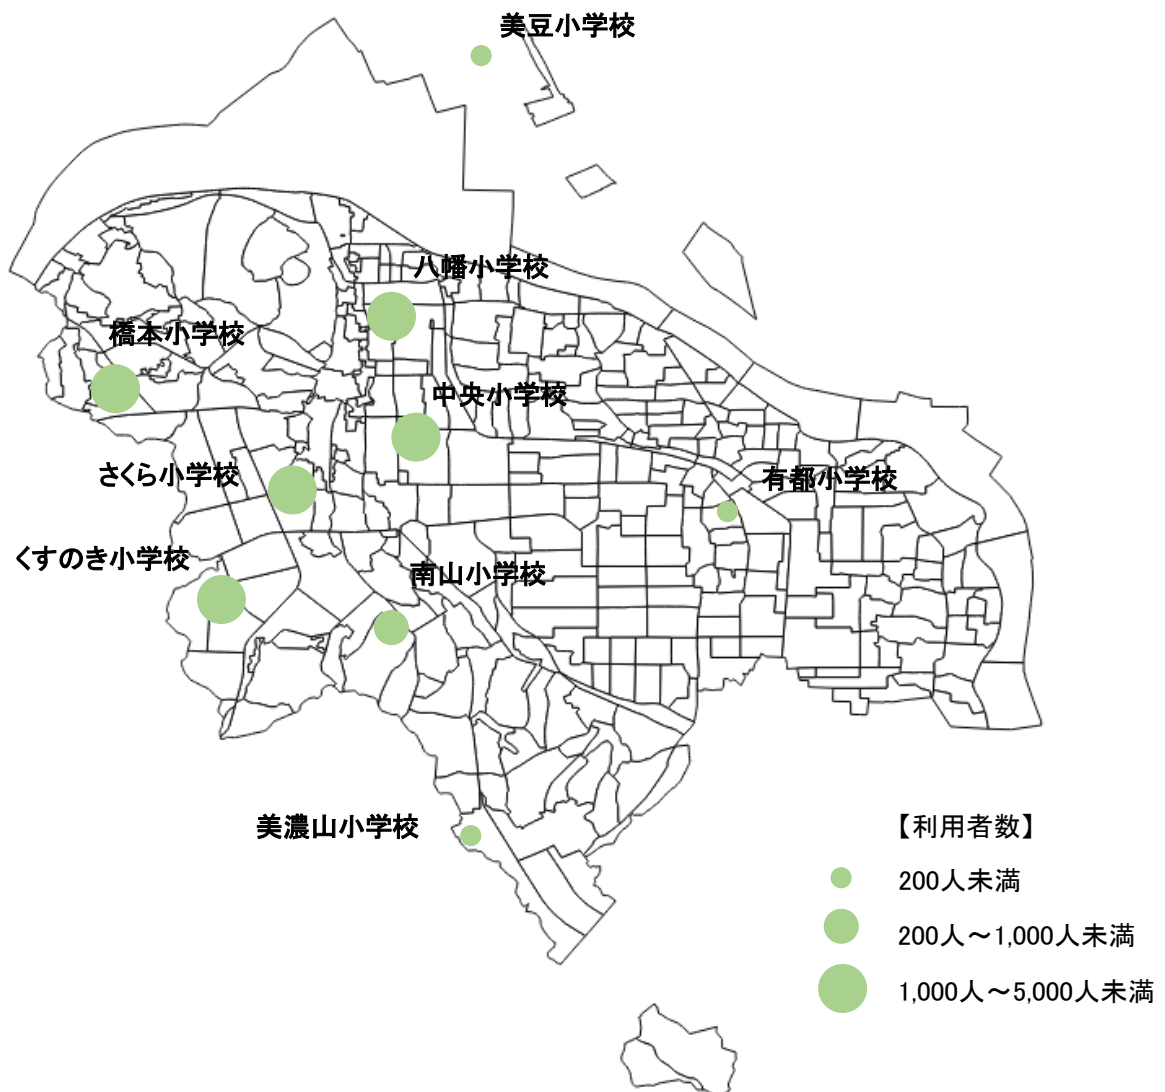 美豆小学校
八幡小学校
橋本小学校
中央小学校
さくら小学校
有都小学校
くすのき小学校
南山小学校
美濃山小学校
【利用者数】
200人未満
200人～1,000人未満
1,000人～5,000人未満